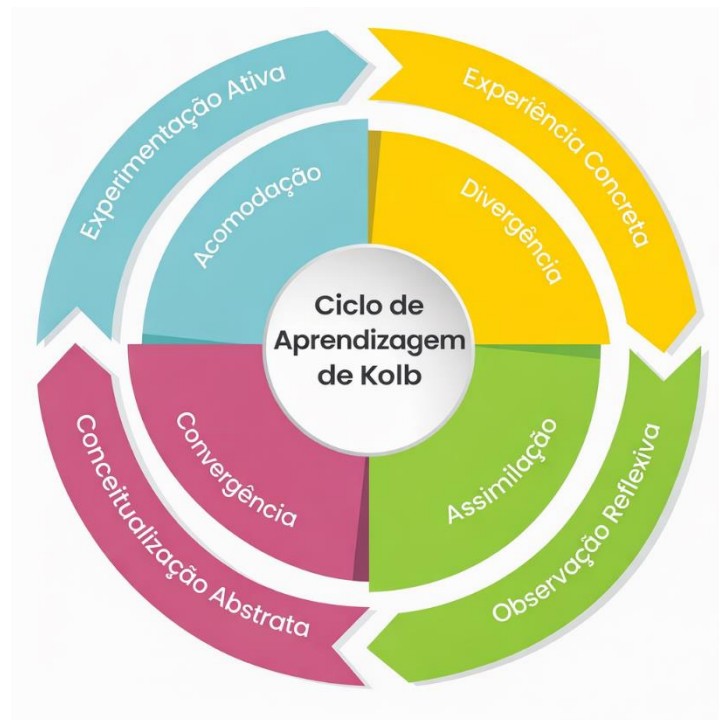 Experimentação Ativa
Experiência Concreta
Acomodação
Divergência
Ciclo de
Aprendizagem
de Kolb
Convergência
Assimilação
Conceitualização Abstrata
Observação Reflexiva